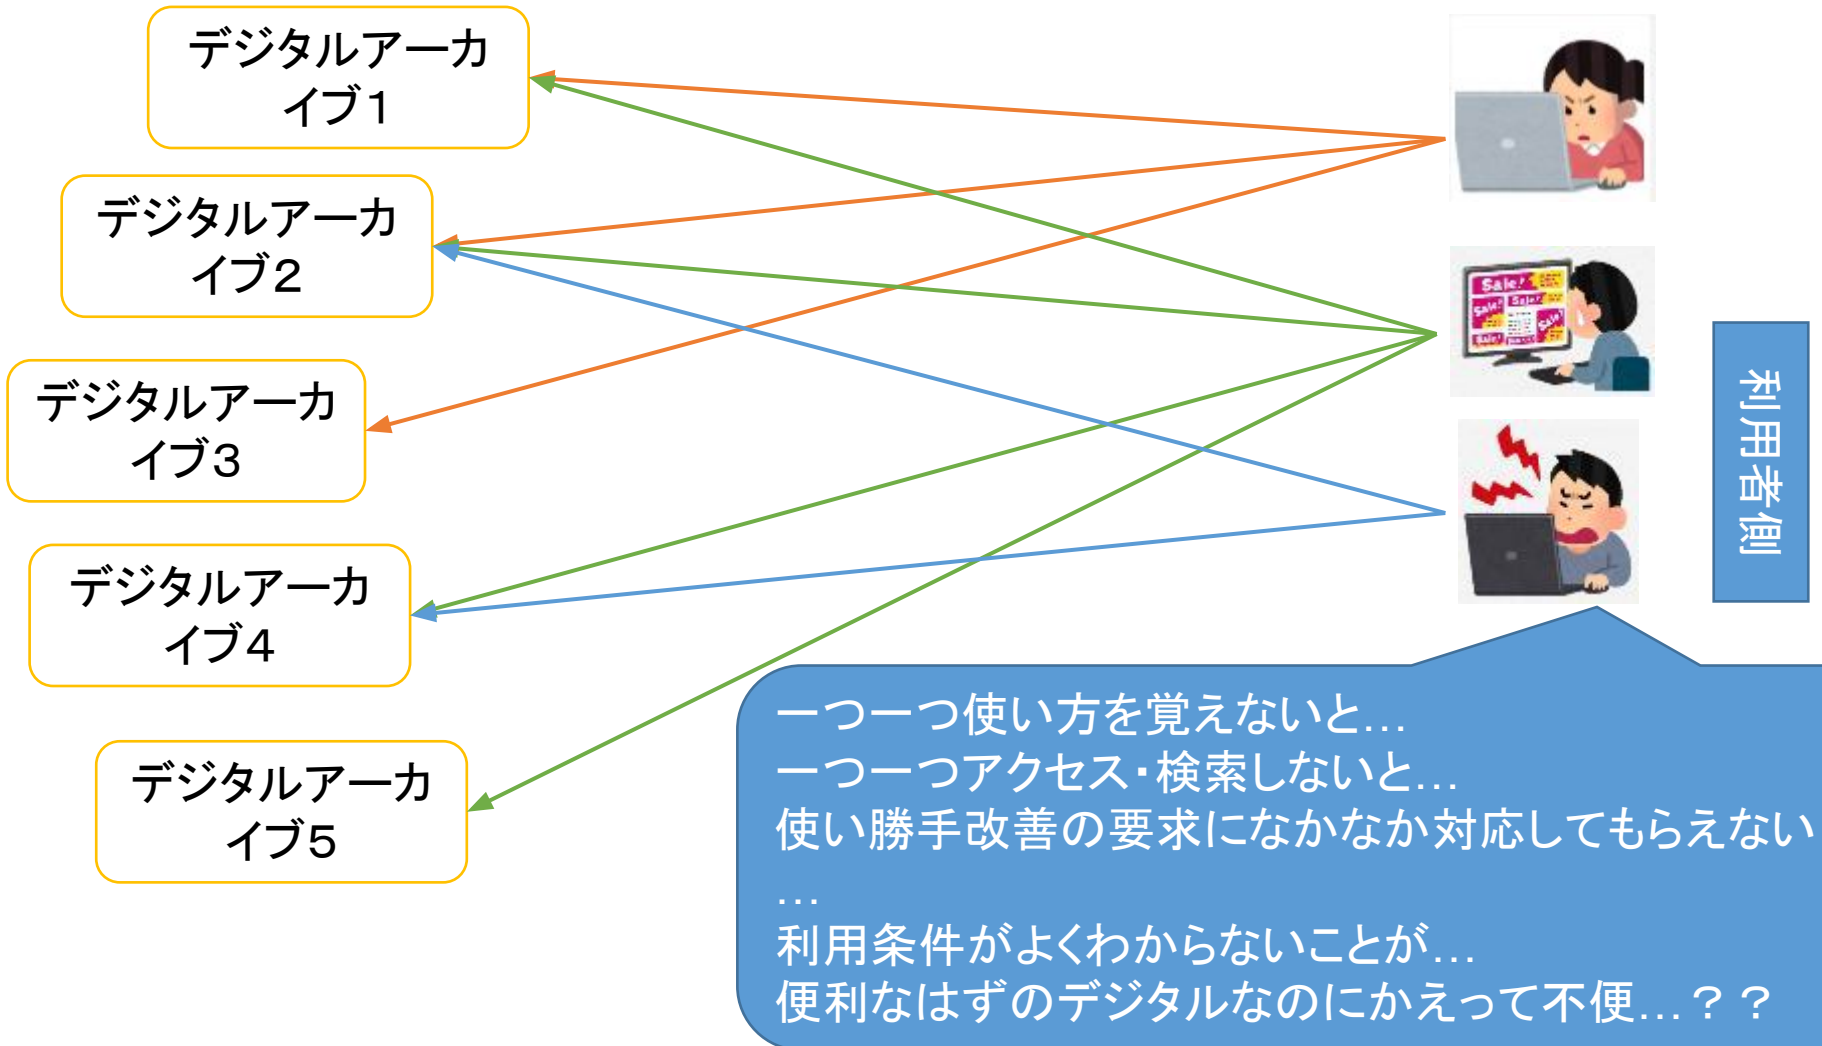 デジタルアーカ
イブ1
デジタルアーカ
イブ2
デジタルアーカ
イブ3
デジタルアーカ
イブ4
デジタルアーカ
イブ5
Sale!
Sale!
Sale!
Sale!
Sale!
利用者側
一つ一つ使い方を覚えないと…
一つ一つアクセス・検索しないと…
使い勝手改善の要求になかなか対応してもらえない
…
利用条件がよくわからないことが…
便利なはずのデジタルなのにかえって不便…？？